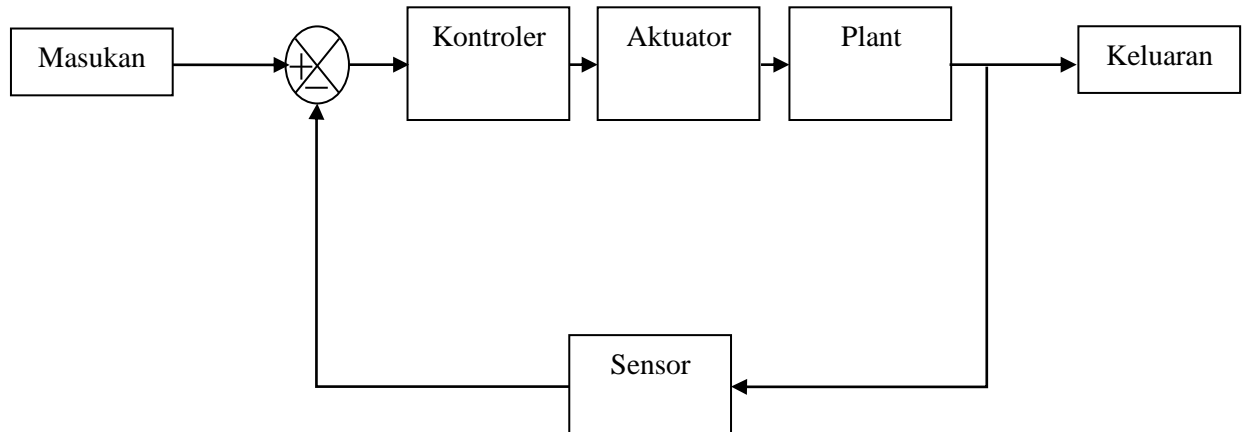 Masukan
+
−
Kontroler
Aktuator
Plant
Keluaran
Sensor